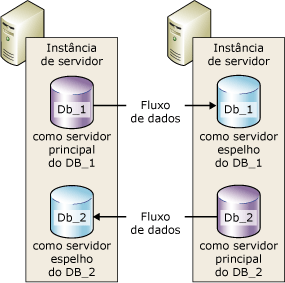 Instância
de servidor
Db_1
como servidor
principal
do DB_1
Db_2
como servidor
espelho
do DB_2
Fluxo
de dados
Fluxo
de dados
Instância
de servidor
Db_1
como servidor
espelho
do DB_1
Db_2
como servidor
principal
do DB_2